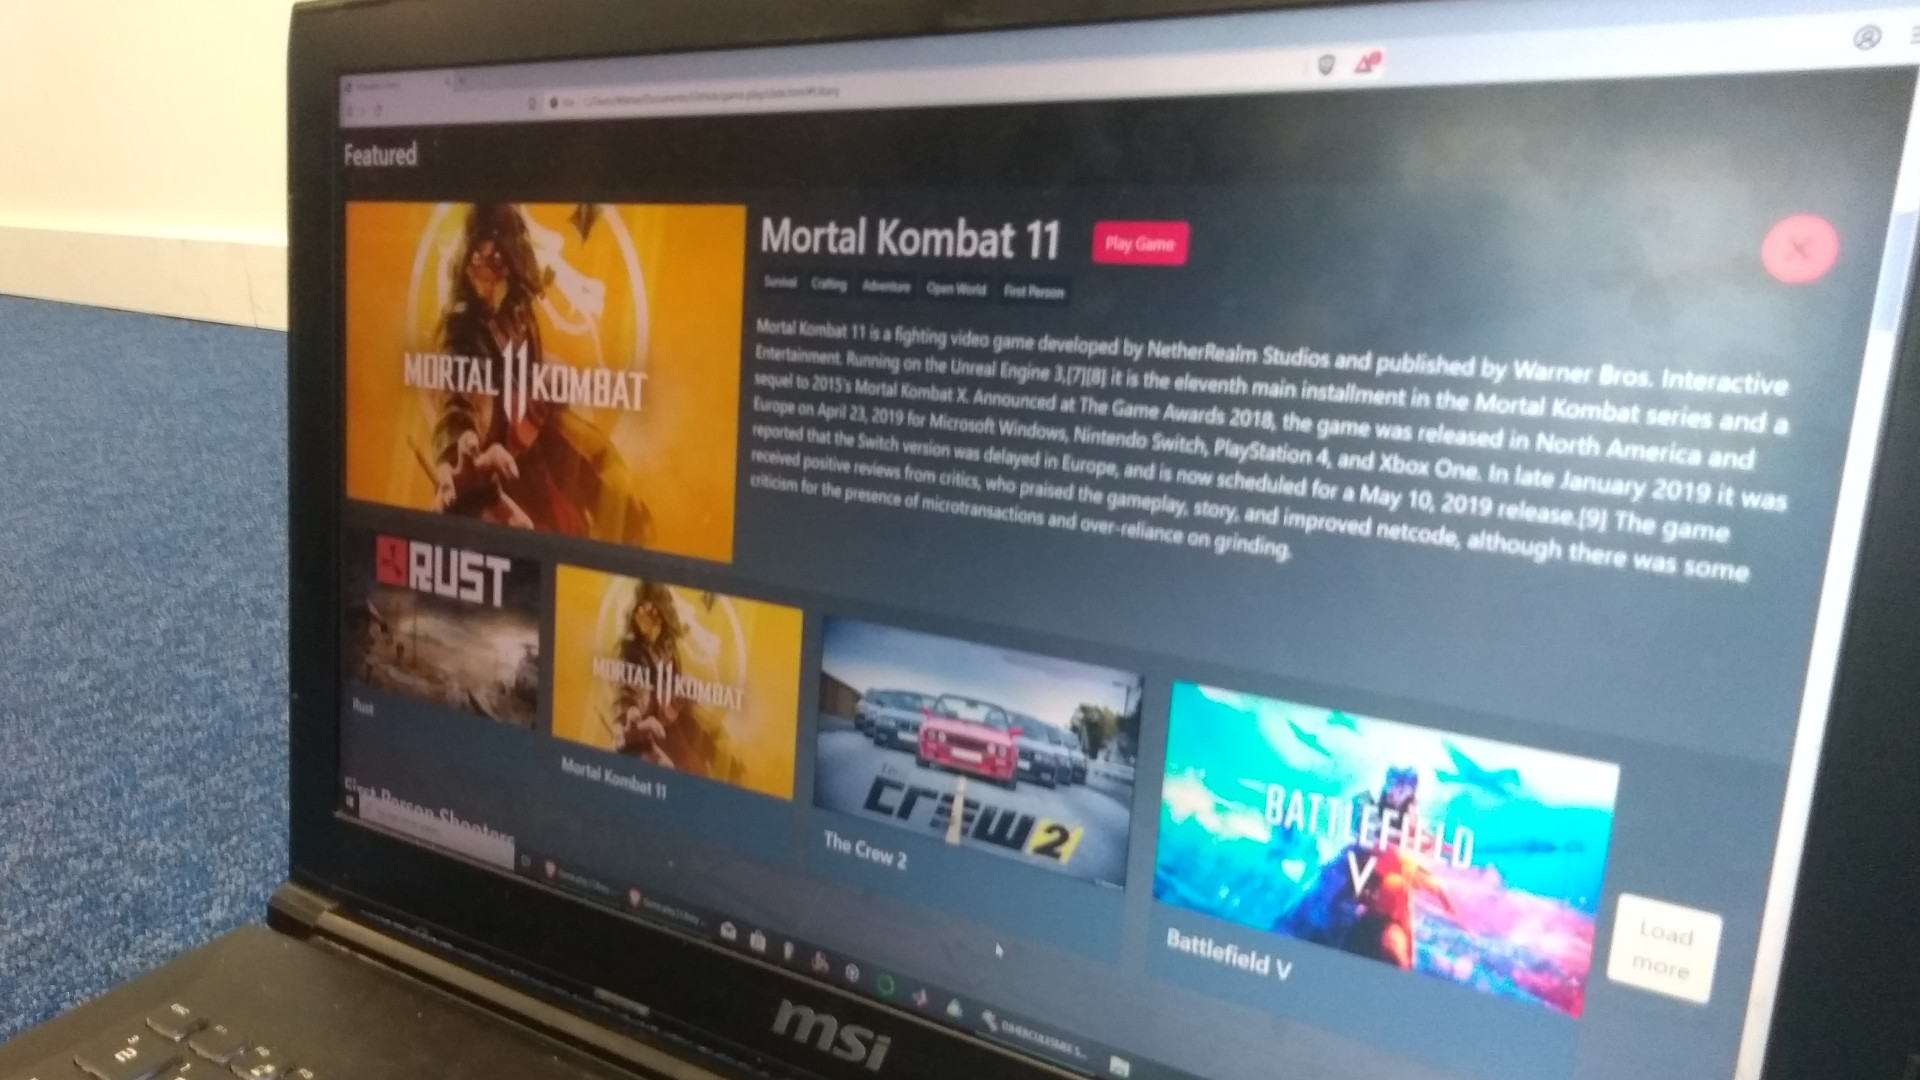 Featured
Mortal Kombat 11
Play Game
Survival Crafting Adventure Open World First Person
Mortal Kombat 11 is a fighting video game developed by NetherRealm Studios and published by Warner Bros. Interactive
Entertainment. Running on the Unreal Engine 3,[7][8] it is the eleventh main installment in the Mortal Kombat series and a
sequel to 2015's Mortal Kombat X. Announced at The Game Awards 2018, the game was released in North America and
Europe on April 23, 2019 for Microsoft Windows, Nintendo Switch, PlayStation 4, and Xbox One. In late January 2019 it was
reported that the Switch version was delayed in Europe, and is now scheduled for a May 10, 2019 release.[9] The game
received positive reviews from critics, who praised the gameplay, story, and improved netcode, although there was some
criticism for the presence of microtransactions and over-reliance on grinding.
MORTAL 11 KOMBAT
RUST
MORTAL 11 KOMBAT
THE CREW 2
BATTLEFIELD
V
Rust
Mortal Kombat 11
The Crew 2
Battlefield V
Load
more
First Person Shooters
msi